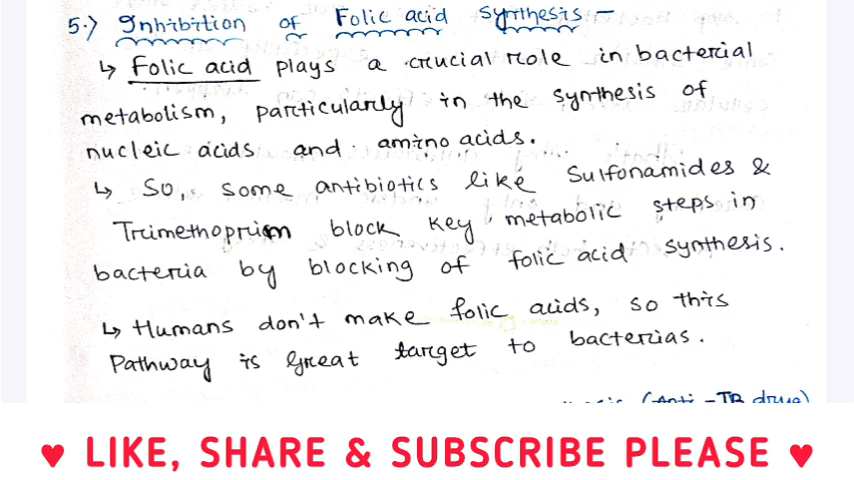 5.) Inhibition of Folic acid synthesis -
↳ Folic acid plays a crucial role in bacterial
metabolism, particularly in the synthesis of
nucleic acids and amino acids.
↳ So, some antibiotics like Sulfonamides &
Trimethoprim block key metabolic steps in
bacteria by blocking of folic acid synthesis.
↳ Humans don't make folic acids, so this
Pathway is great target to bacterias.
(Anti-TB drug)
♥ LIKE, SHARE & SUBSCRIBE PLEASE ♥